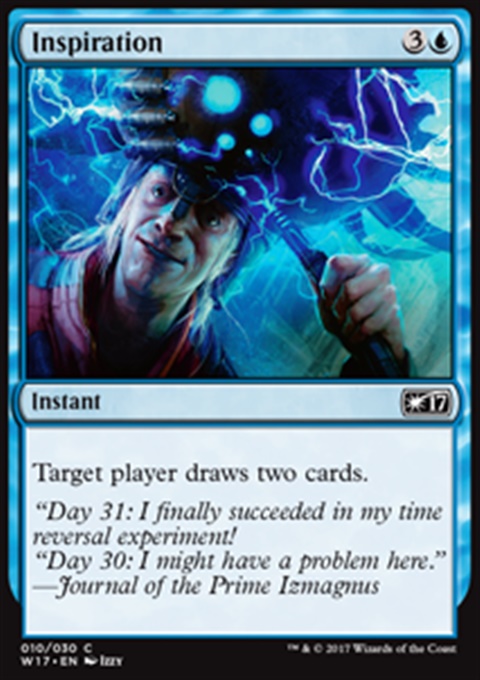 Inspiration 3
Instant 17
Target player draws two cards.
“Day 31: I finally succeeded in my time
reversal experiment!
“Day 30: I might have a problem here.”
—Journal of the Prime Izmagnus
010/030 C
W17 • EN Izzy
™ & © 2017 Wizards of the Coast